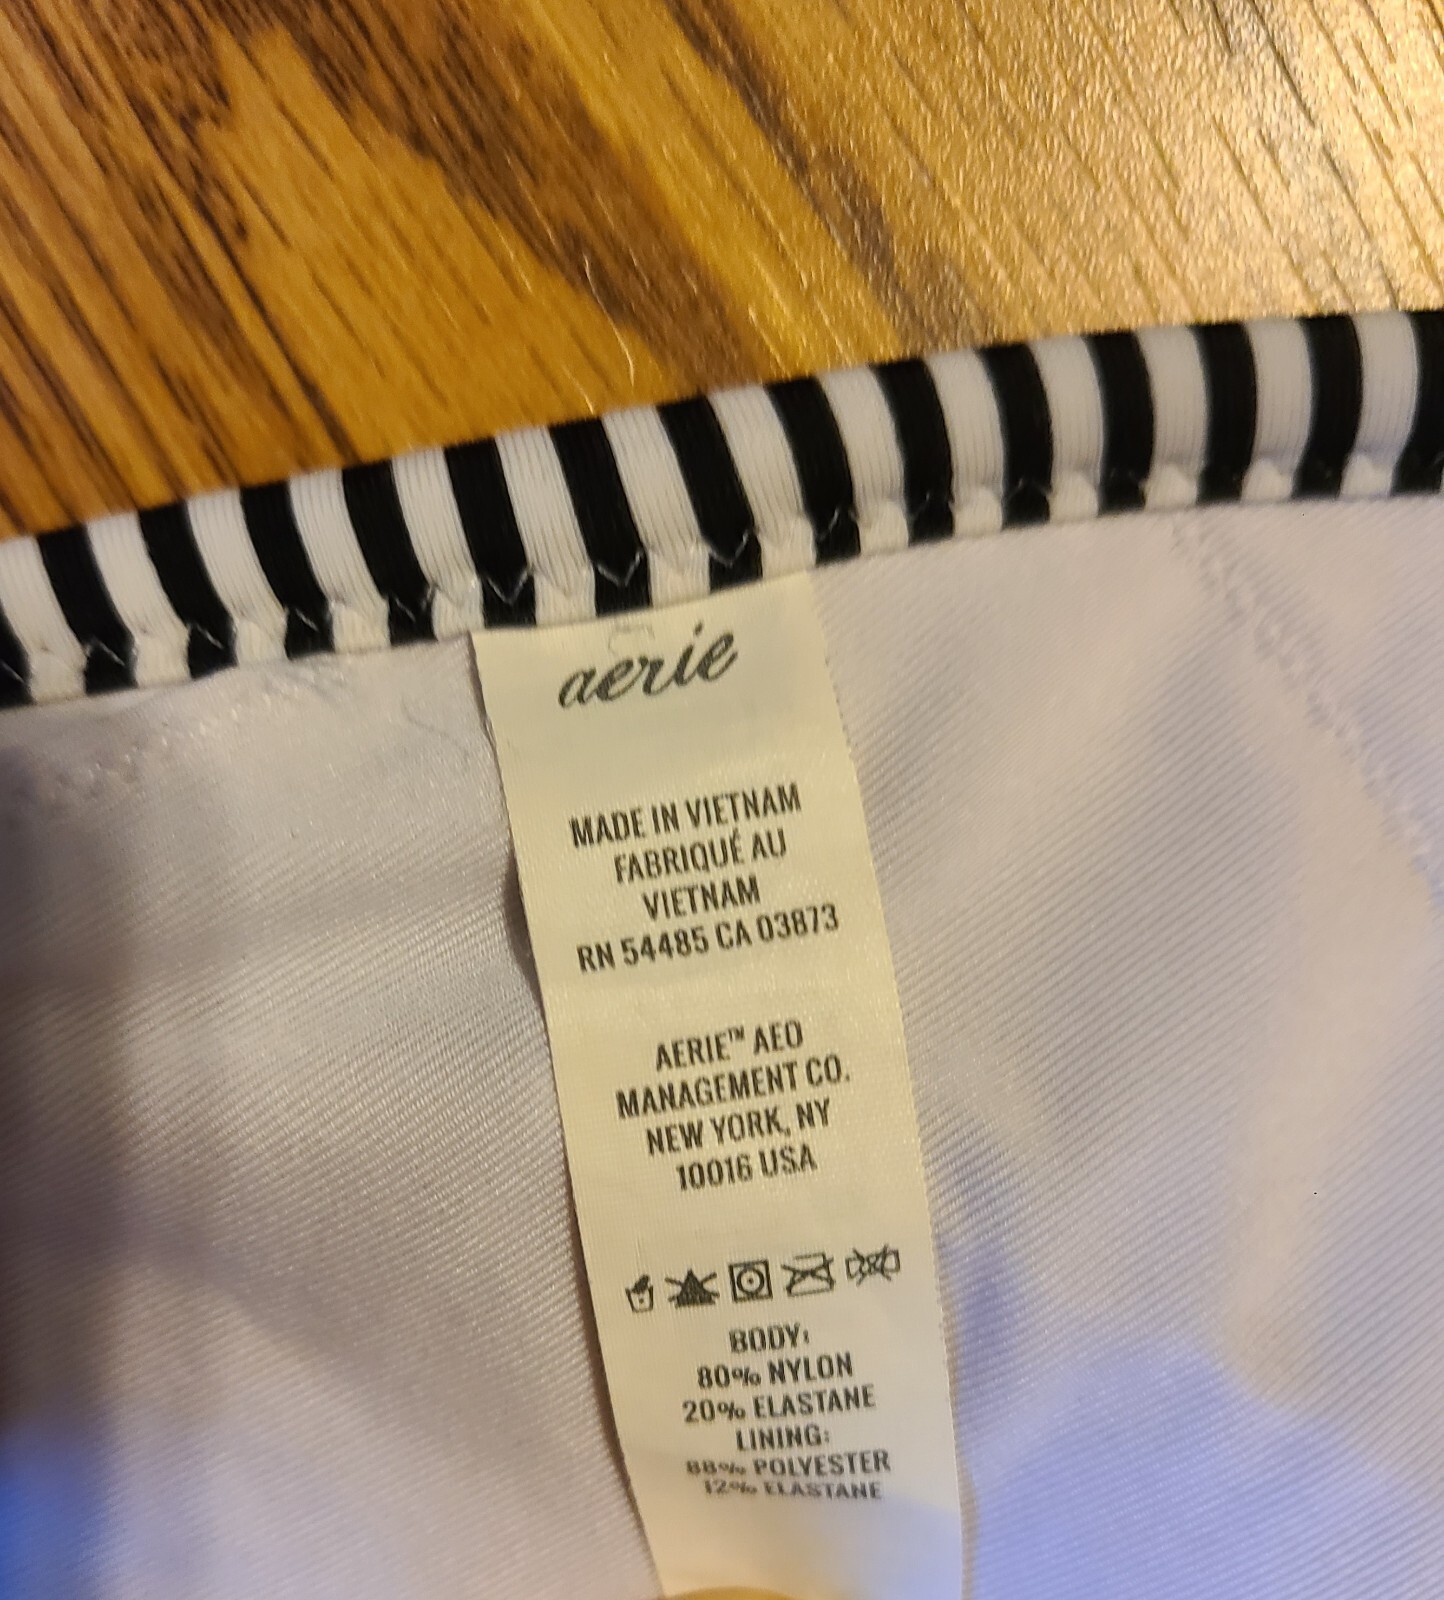 aerie
MADE IN VIETNAM
FABRIQUÉ AU
VIETNAM
RN 54485 CA 03873
AERIE™ AEO
MANAGEMENT CO.
NEW YORK, NY
10016 USA
BODY:
80% NYLON
20% ELASTANE
LINING:
88% POLYESTER
12% ELASTANE